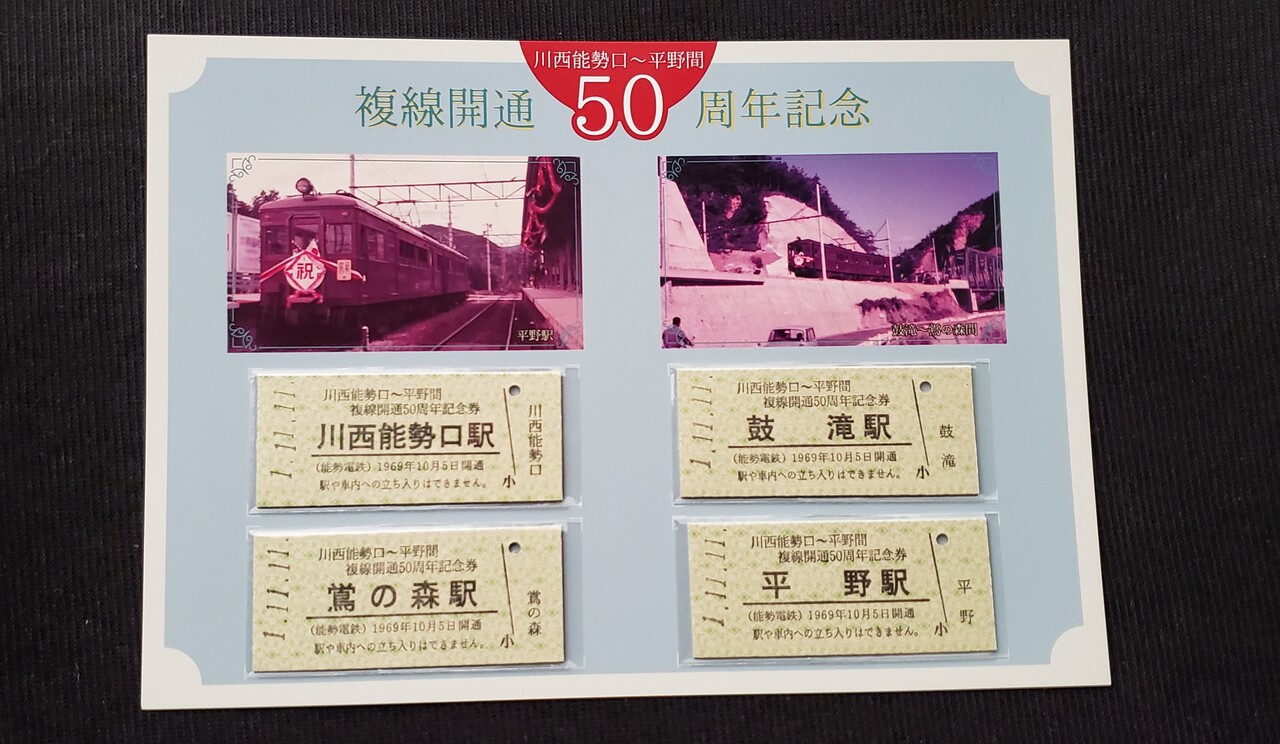 川西能勢口～平野間
複線開通 50 周年記念
祝
平野駅
鼓滝～鶯の森間
1.11.11.
川西能勢口～平野間
複線開通50周年記念券
川西能勢口駅
(能勢電鉄) 1969年10月5日開通
駅や車内への立ち入りはできません。
小
川西能勢口
1.11.11.
川西能勢口～平野間
複線開通50周年記念券
鼓 滝駅
(能勢電鉄) 1969年10月5日開通
駅や車内への立ち入りはできません。
小
鼓滝
1.11.11.
川西能勢口～平野間
複線開通50周年記念券
鶯の森駅
(能勢電鉄) 1969年10月5日開通
駅や車内への立ち入りはできません。
小
鶯の森
1.11.11.
川西能勢口～平野間
複線開通50周年記念券
平 野駅
(能勢電鉄) 1969年10月5日開通
駅や車内への立ち入りはできません。
小
平野